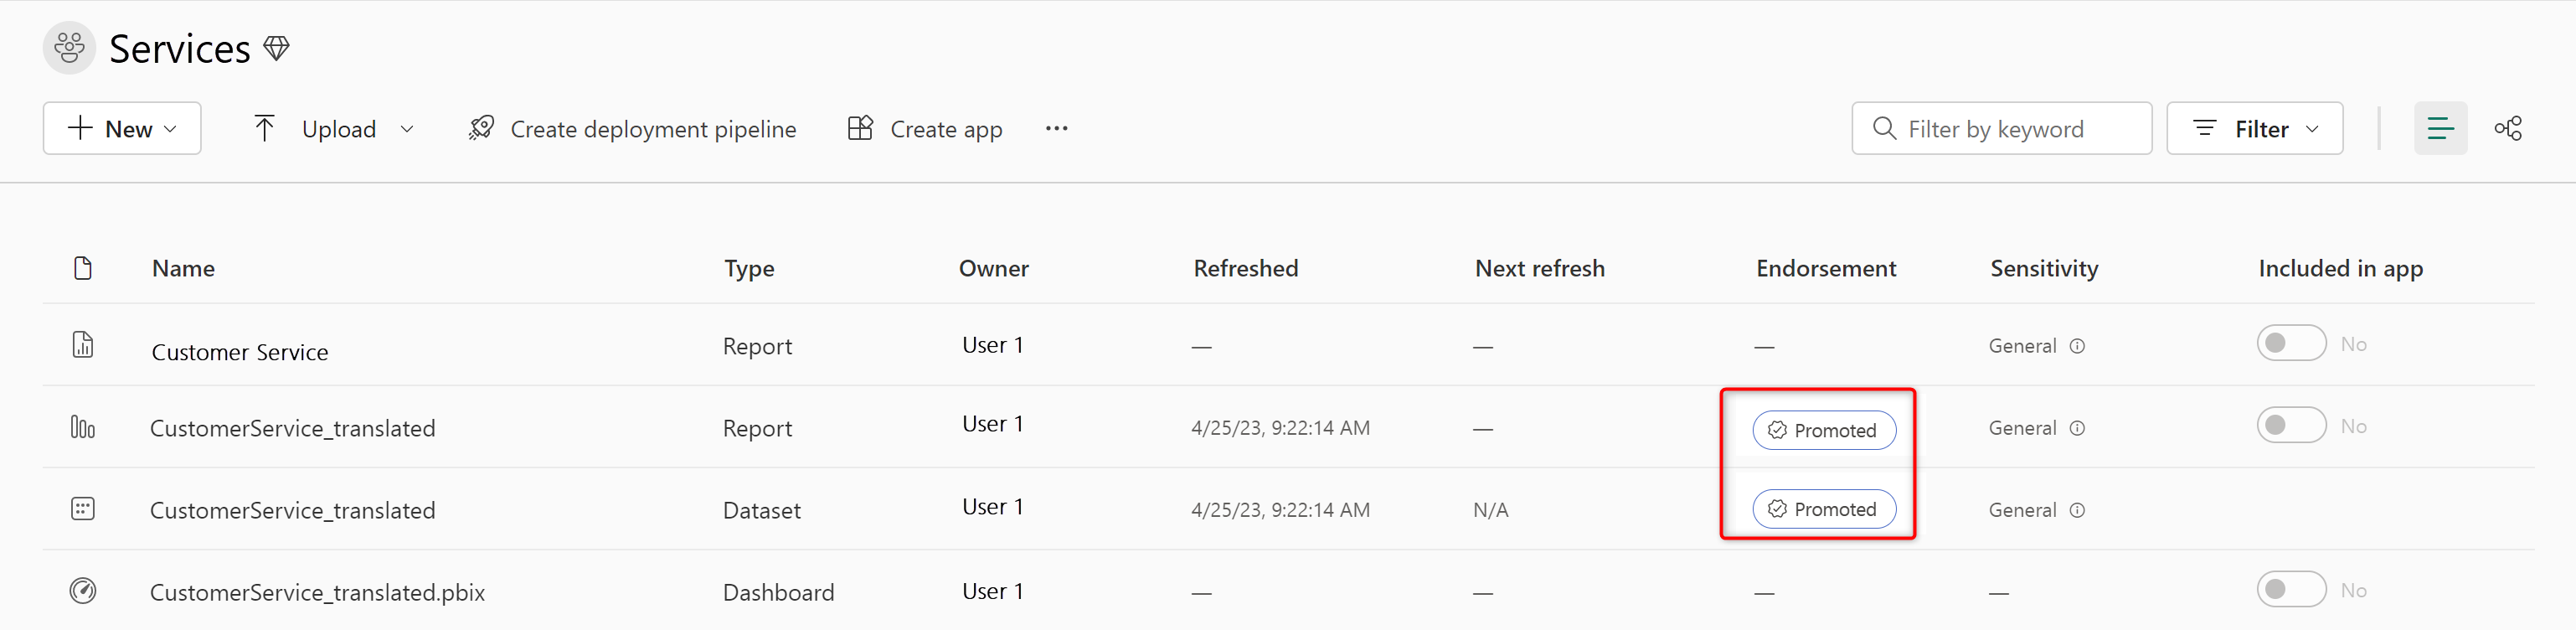 Services
New Upload Create deployment pipeline Create app ··· Filter by keyword Filter
Name Type Owner Refreshed Next refresh Endorsement Sensitivity Included in app
Customer Service Report User 1 — — — General No
CustomerService_translated Report User 1 4/25/23, 9:22:14 AM — Promoted General No
CustomerService_translated Dataset User 1 4/25/23, 9:22:14 AM N/A Promoted General
CustomerService_translated.pbix Dashboard User 1 — — — — No